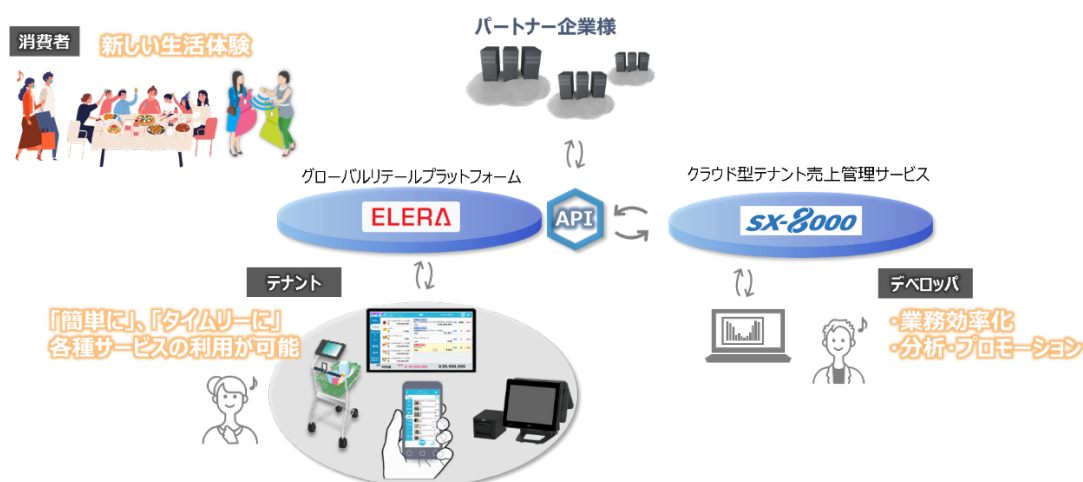 消費者
新しい生活体験
パートナー企業様
グローバルリテールプラットフォーム
クラウド型テナント売上管理サービス
ELERA
API
SX-8000
テナント
デベロッパ
「簡単に」、「タイムリーに」
各種サービスの利用が可能
・業務効率化
・分析・プロモーション